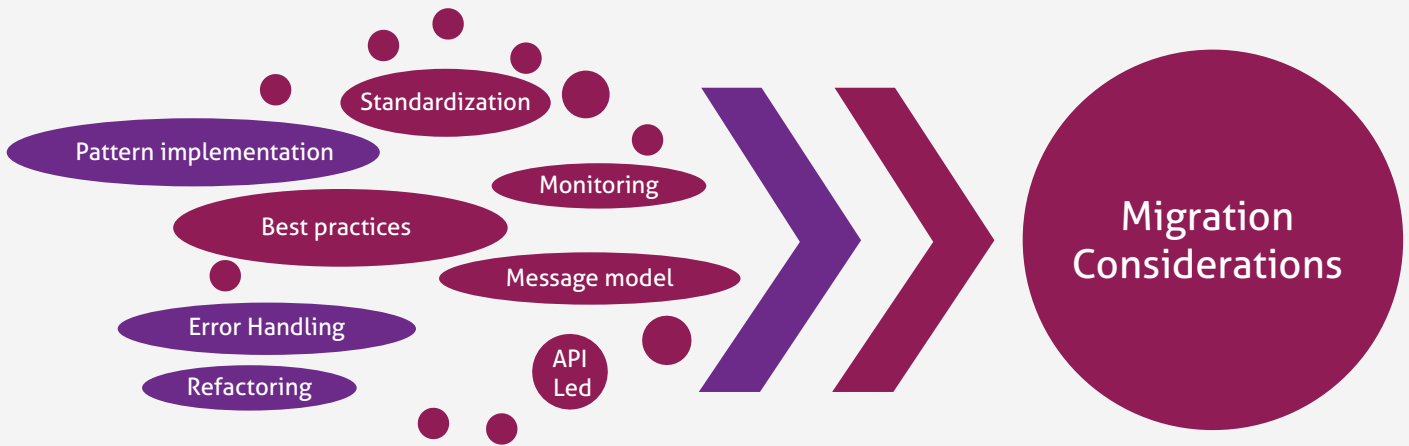 Standardization
Pattern implementation
Monitoring
Best practices
Message model
Error Handling
API
Led
Refactoring
Migration
Considerations